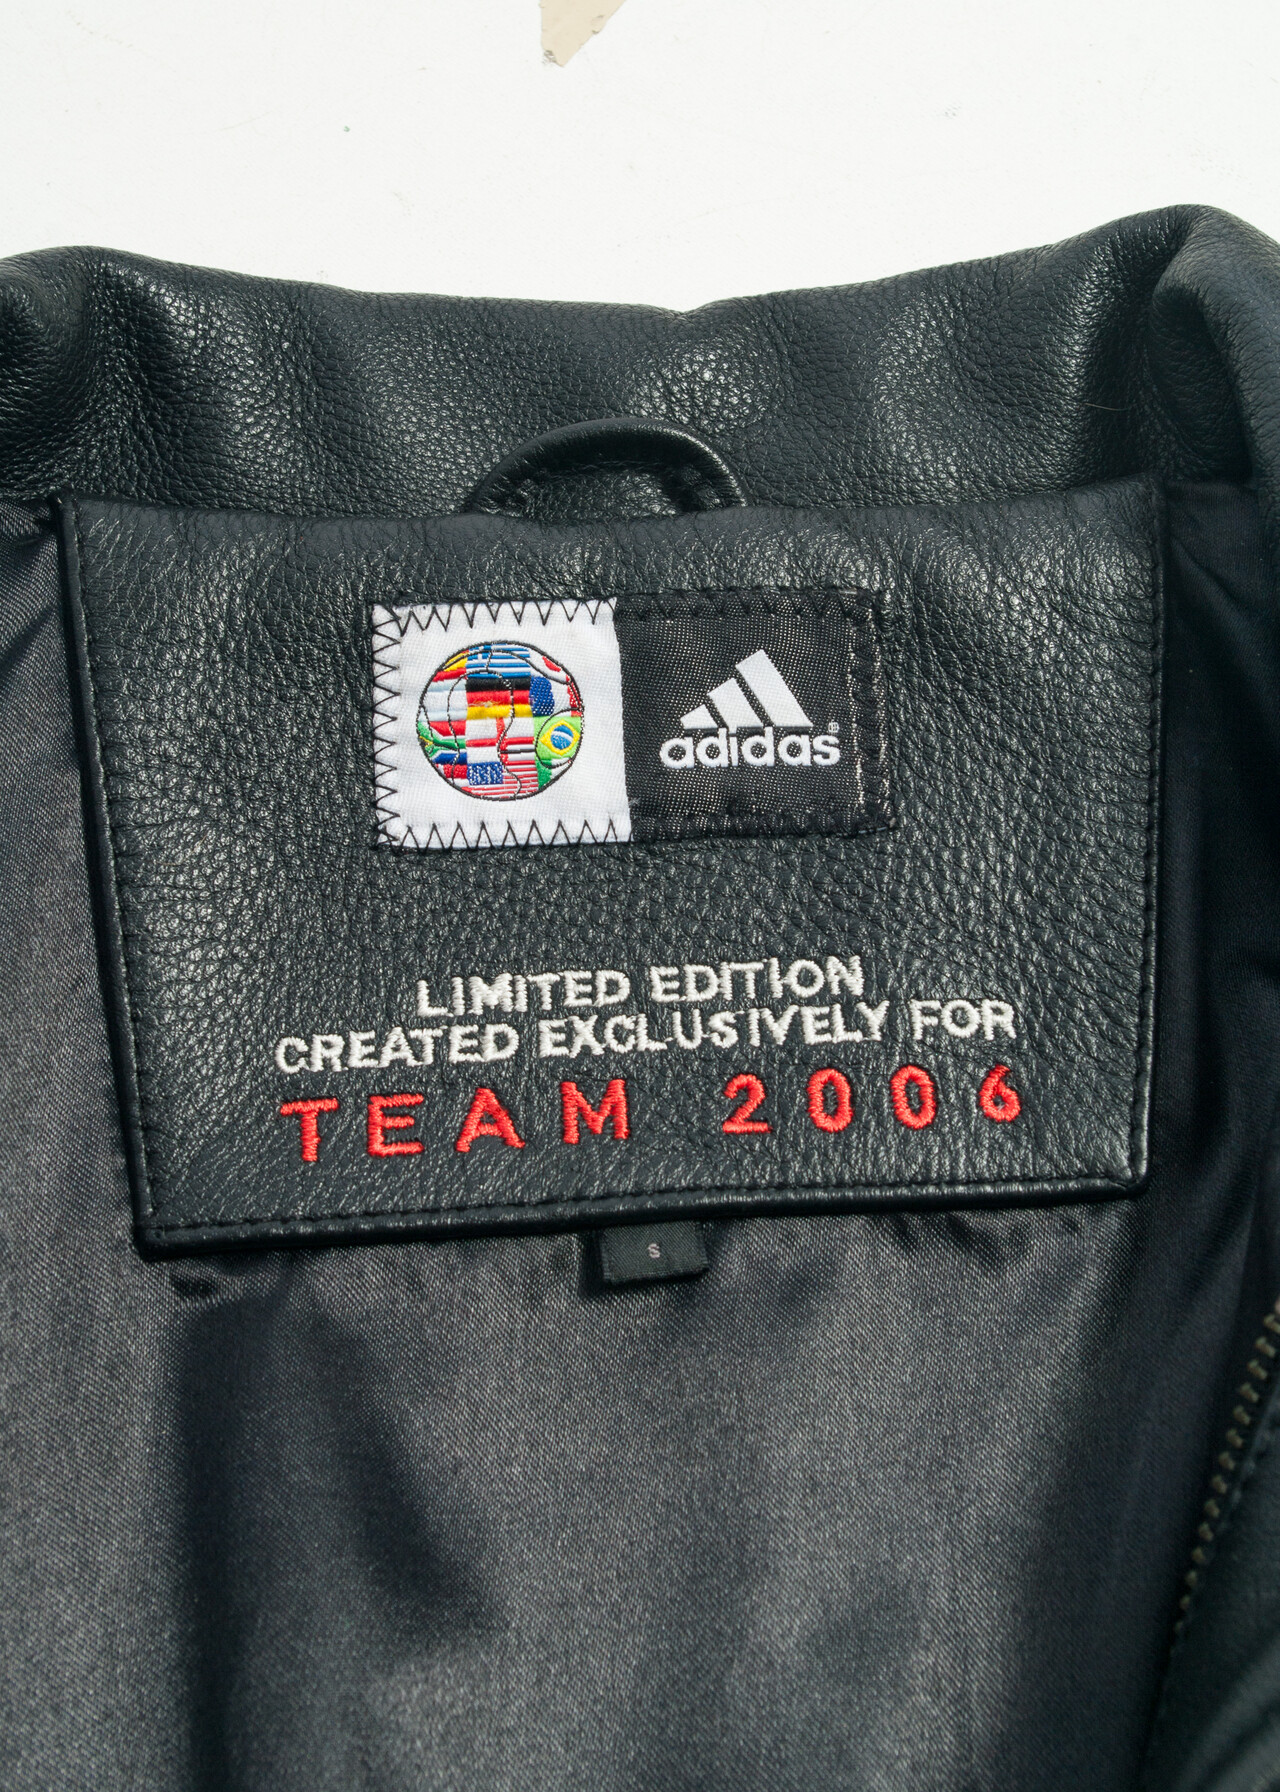 adidas®
LIMITED EDITION
CREATED EXCLUSIVELY FOR
TEAM 2006
S